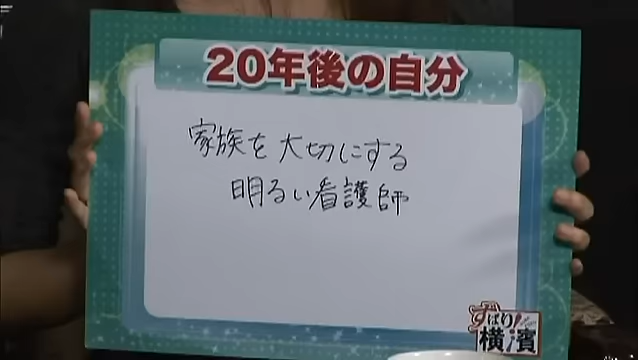 20年後の自分
家族を大切にする
明るい看護師
ずばり!
横濱